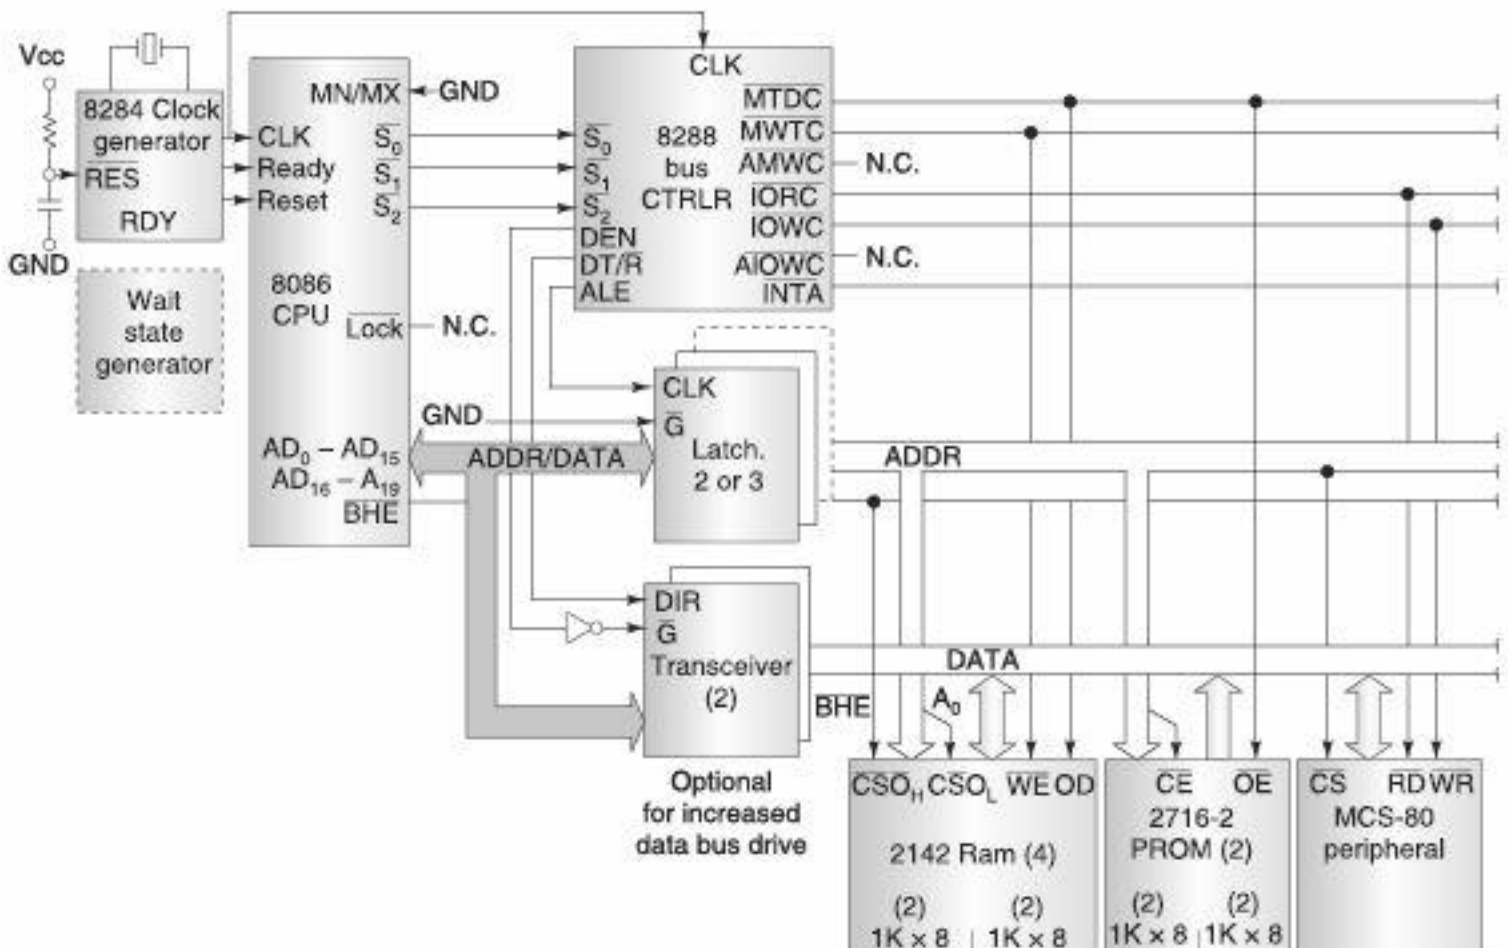 Vcc
8284 Clock
generator
RES
RDY
GND
Wait
state
generator
MN/MX
GND
CLK
Ready
Reset
S0
S1
S2
8086
CPU
Lock
N.C.
AD0 – AD15
AD16 – A19
BHE
CLK
8288
bus
CTRLR
S0
S1
S2
DEN
DT/R
ALE
MTDC
MWTC
AMWC
N.C.
IORC
IOWC
AIOWC
N.C.
INTA
GND
ADDR/DATA
CLK
G
Latch.
2 or 3
ADDR
DIR
G
Transceiver
(2)
Optional
for increased
data bus drive
DATA
BHE
A0
CSOH CSOL WE OD
2142 Ram (4)
(2) (2)
1K × 8 1K × 8
CE OE
2716-2
PROM (2)
(2) (2)
1K × 8 1K × 8
CS RD WR
MCS-80
peripheral